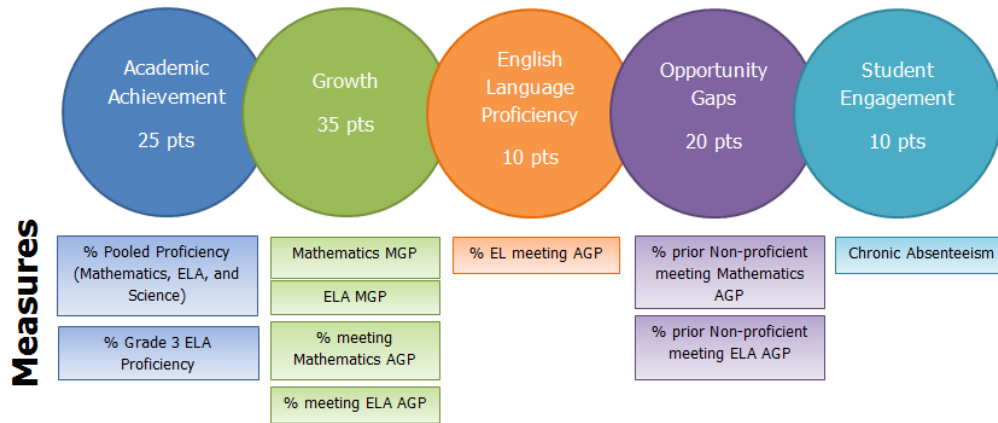 Academic
Achievement
25 pts
Growth
35 pts
English
Language
Proficiency
10 pts
Opportunity
Gaps
20 pts
Student
Engagement
10 pts
Measures
% Pooled Proficiency
(Mathematics, ELA, and
Science)
% Grade 3 ELA
Proficiency
Mathematics MGP
ELA MGP
% meeting
Mathematics AGP
% meeting ELA AGP
% EL meeting AGP
% prior Non-proficient
meeting Mathematics
AGP
% prior Non-proficient
meeting ELA AGP
Chronic Absenteeism